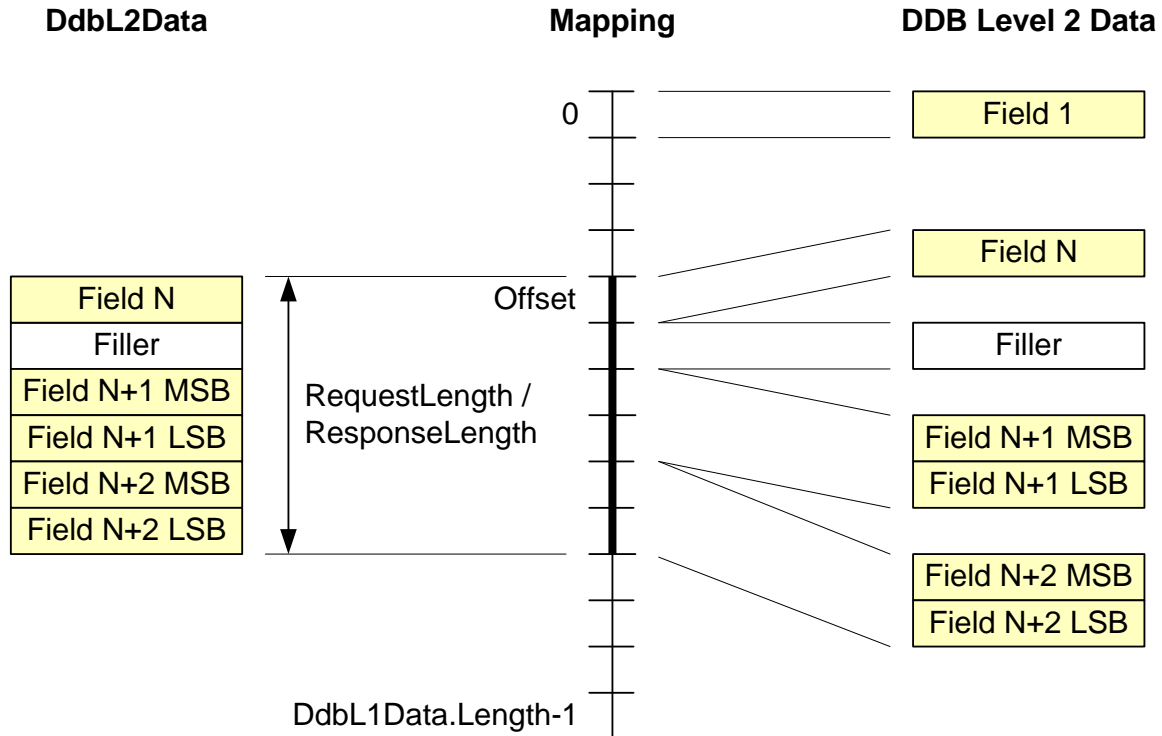 DdbL2Data
Mapping
DDB Level 2 Data
0
Field 1
Field N
Field N
Offset
Filler
Filler
Field N+1 MSB
RequestLength /
ResponseLength
Field N+1 LSB
Field N+1 MSB
Field N+2 MSB
Field N+1 LSB
Field N+2 LSB
Field N+2 MSB
Field N+2 LSB
DdbL1Data.Length-1